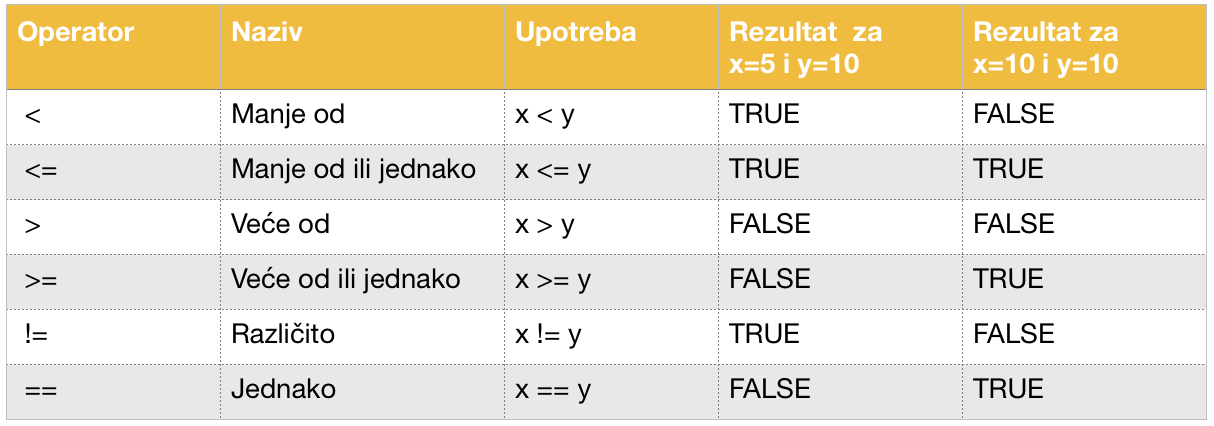 Operator Naziv Upotreba Rezultat za x=5 i y=10 Rezultat za x=10 i y=10
< Manje od x < y TRUE FALSE
<= Manje od ili jednako x <= y TRUE TRUE
> Veće od x > y FALSE FALSE
>= Veće od ili jednako x >= y FALSE TRUE
!= Različito x != y TRUE FALSE
== Jednako x == y FALSE TRUE